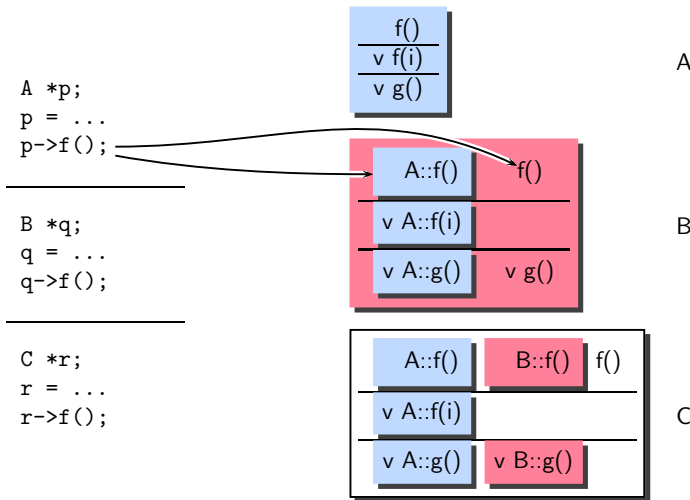 A *p;
p = ...
p->f();
B *q;
q = ...
q->f();
C *r;
r = ...
r->f();
f()
v f(i)
v g()
A
A::f() f()
v A::f(i)
v A::g() v g()
B
A::f() B::f() f()
v A::f(i)
v A::g() v B::g()
C